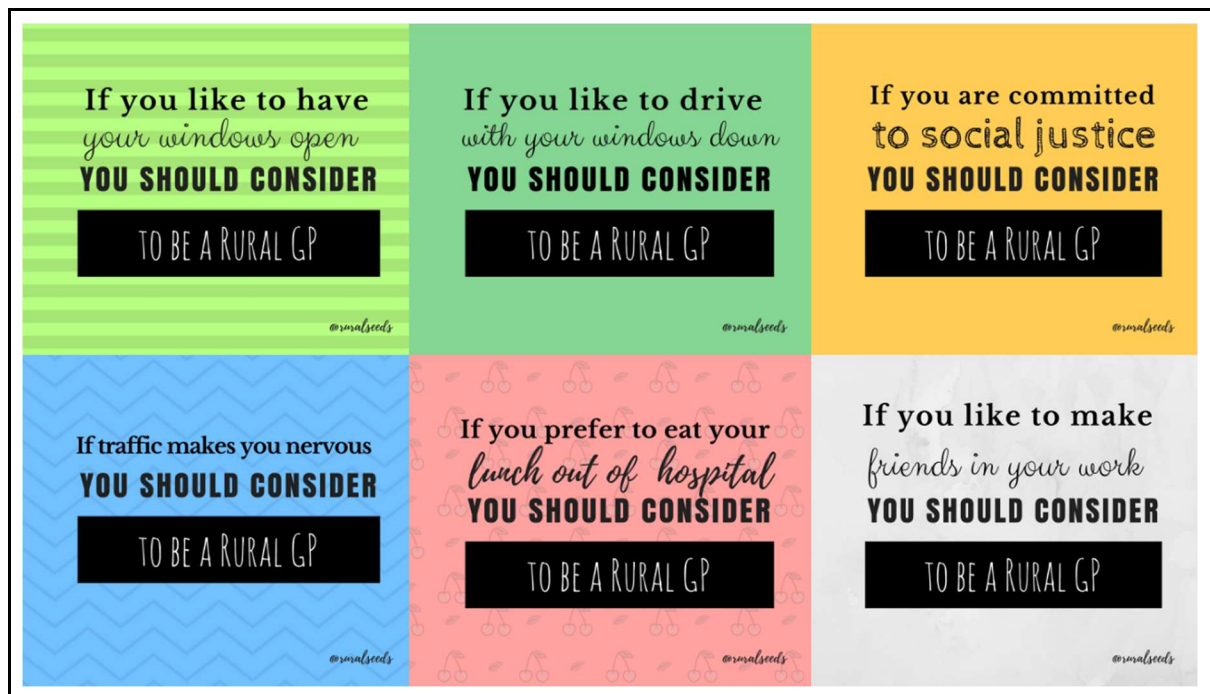 If you like to have
your windows open
YOU SHOULD CONSIDER
TO BE A RURAL GP
@ruralseeds
If you like to drive
with your windows down
YOU SHOULD CONSIDER
TO BE A RURAL GP
@ruralseeds
If you are committed
to social justice
YOU SHOULD CONSIDER
TO BE A RURAL GP
@ruralseeds
If traffic makes you nervous
YOU SHOULD CONSIDER
TO BE A RURAL GP
@ruralseeds
If you prefer to eat your
lunch out of hospital
YOU SHOULD CONSIDER
TO BE A RURAL GP
@ruralseeds
If you like to make
friends in your work
YOU SHOULD CONSIDER
TO BE A RURAL GP
@ruralseeds